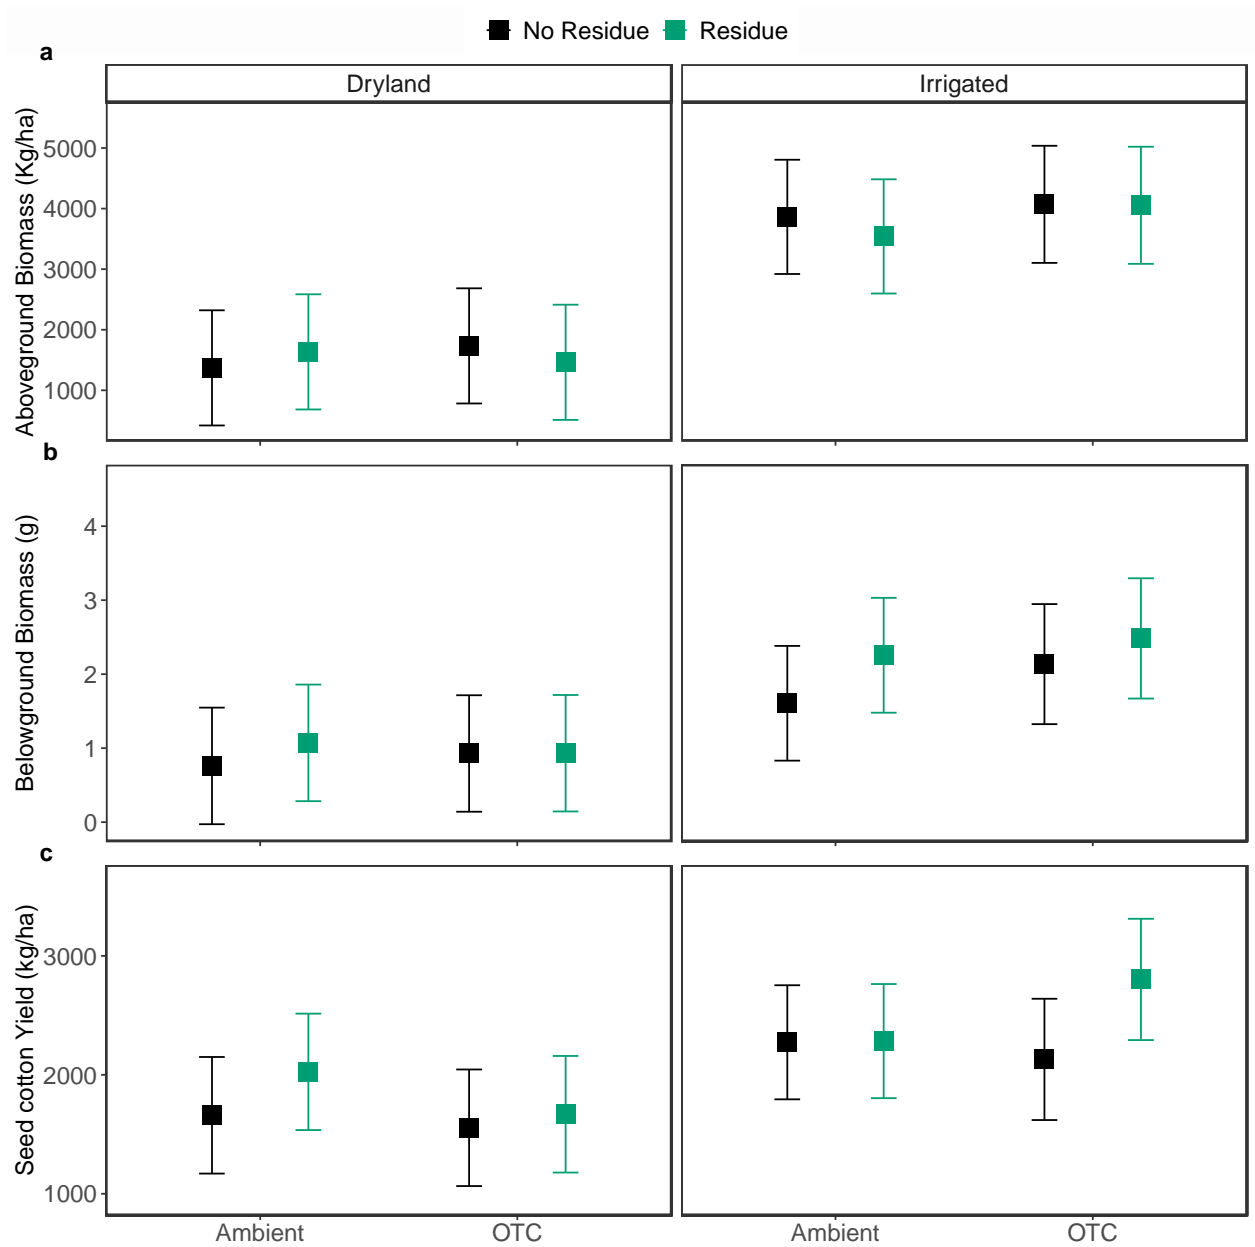 No Residue Residue
a
Dryland Irrigated
Aboveground Biomass (Kg/ha)
5000
4000
3000
2000
1000
b
Belowground Biomass (g)
4
3
2
1
0
c
Seed cotton Yield (kg/ha)
3000
2000
1000
Ambient OTC Ambient OTC